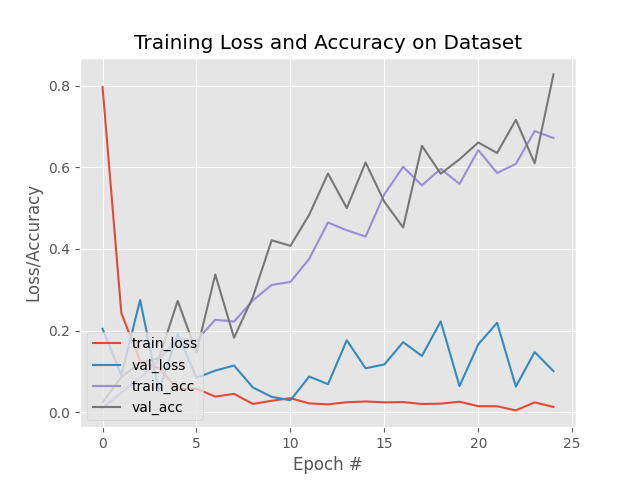 Training Loss and Accuracy on Dataset
Loss/Accuracy
0.8
0.6
0.4
0.2
0.0
train_loss
val_loss
train_acc
val_acc
0 5 10 15 20 25
Epoch #